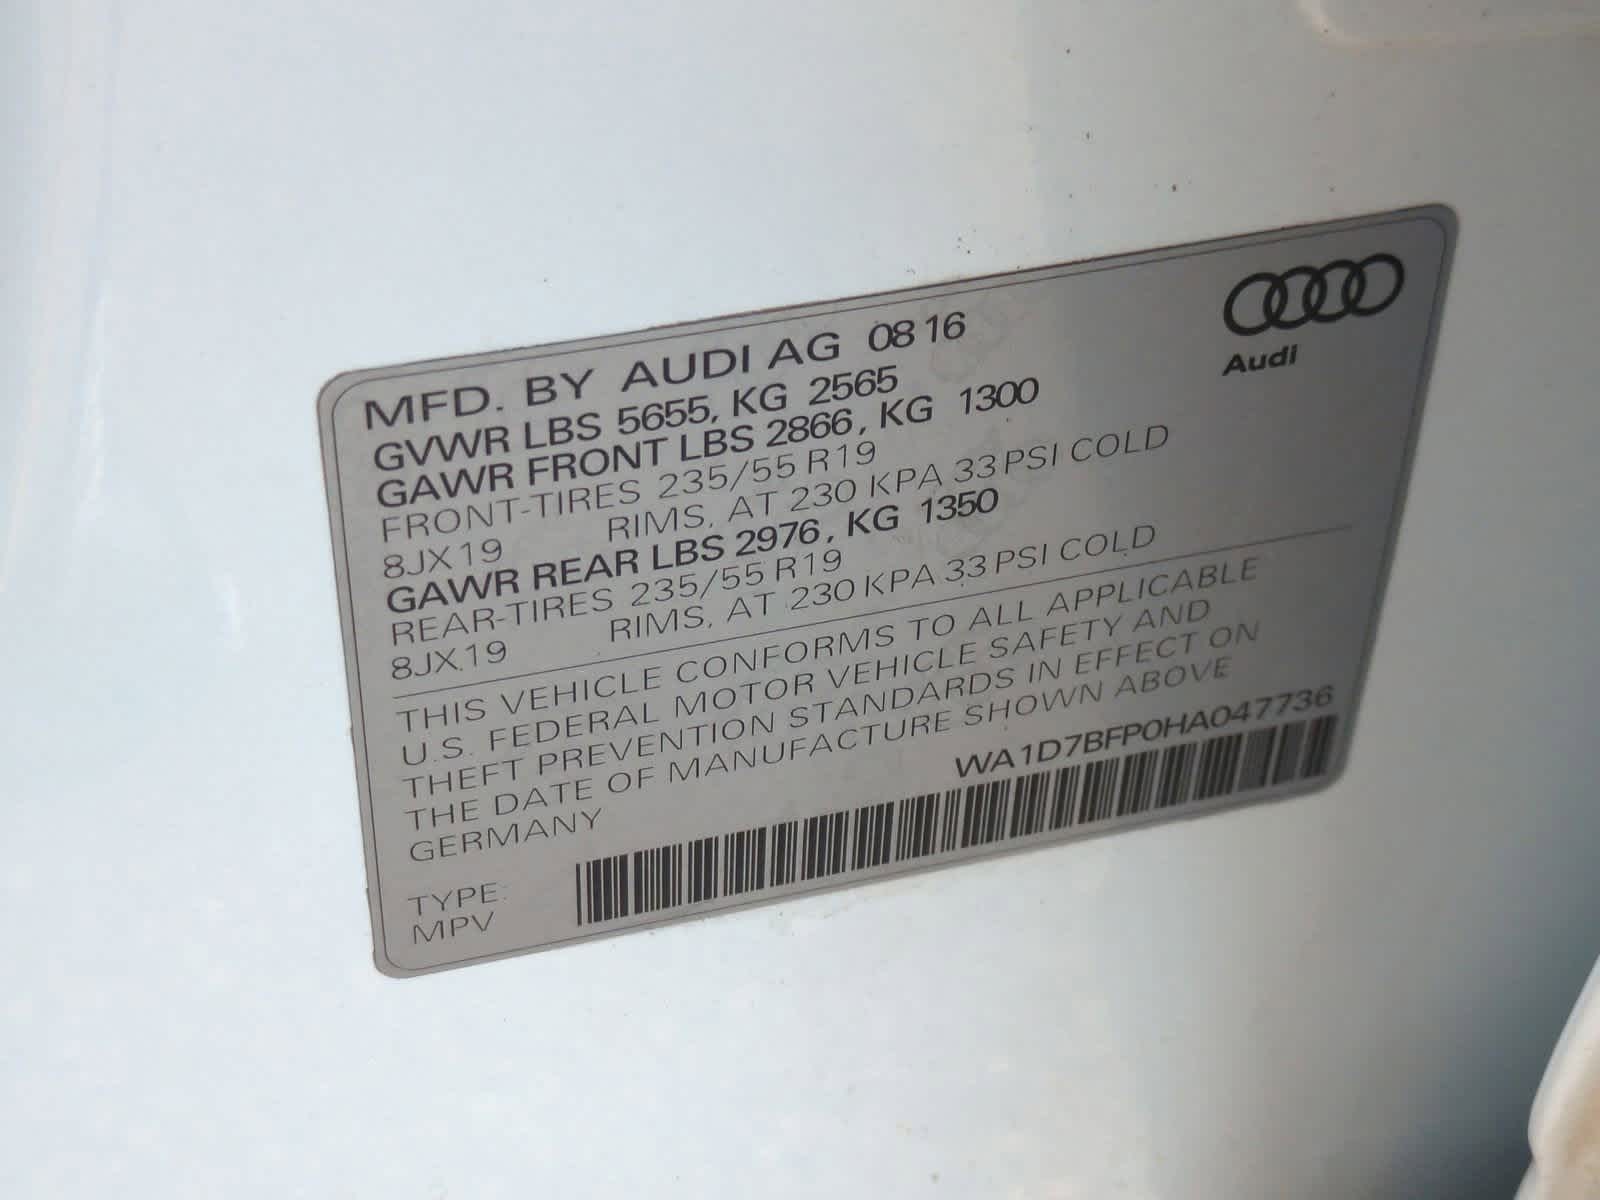 MFD. BY AUDI AG 08 16
GVWR LBS 5655, KG 2565
GAWR FRONT LBS 2866, KG 1300
FRONT-TIRES 235/55 R19
8JX19 RIMS, AT 230 KPA 33 PSI COLD
GAWR REAR LBS 2976, KG 1350
REAR-TIRES 235/55 R19
8JX19 RIMS, AT 230 KPA 33 PSI COLD
THIS VEHICLE CONFORMS TO ALL APPLICABLE
U.S. FEDERAL MOTOR VEHICLE SAFETY AND
THEFT PREVENTION STANDARDS IN EFFECT ON
THE DATE OF MANUFACTURE SHOWN ABOVE
GERMANY
WA1D7BFP0HA047736
TYPE:
MPV
Audi